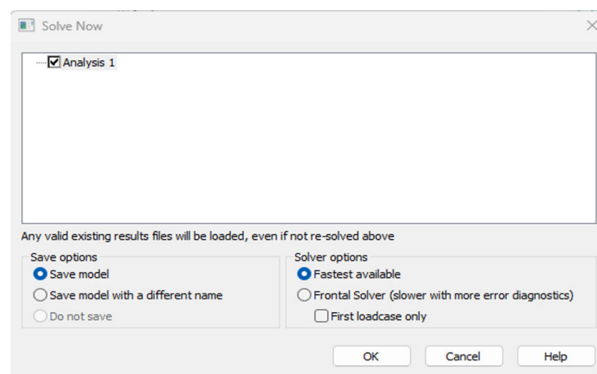 Solve Now
Analysis 1
Any valid existing results files will be loaded, even if not re-solved above
Save options
Save model
Save model with a different name
Do not save
Solver options
Fastest available
Frontal Solver (slower with more error diagnostics)
First loadcase only
OK Cancel Help